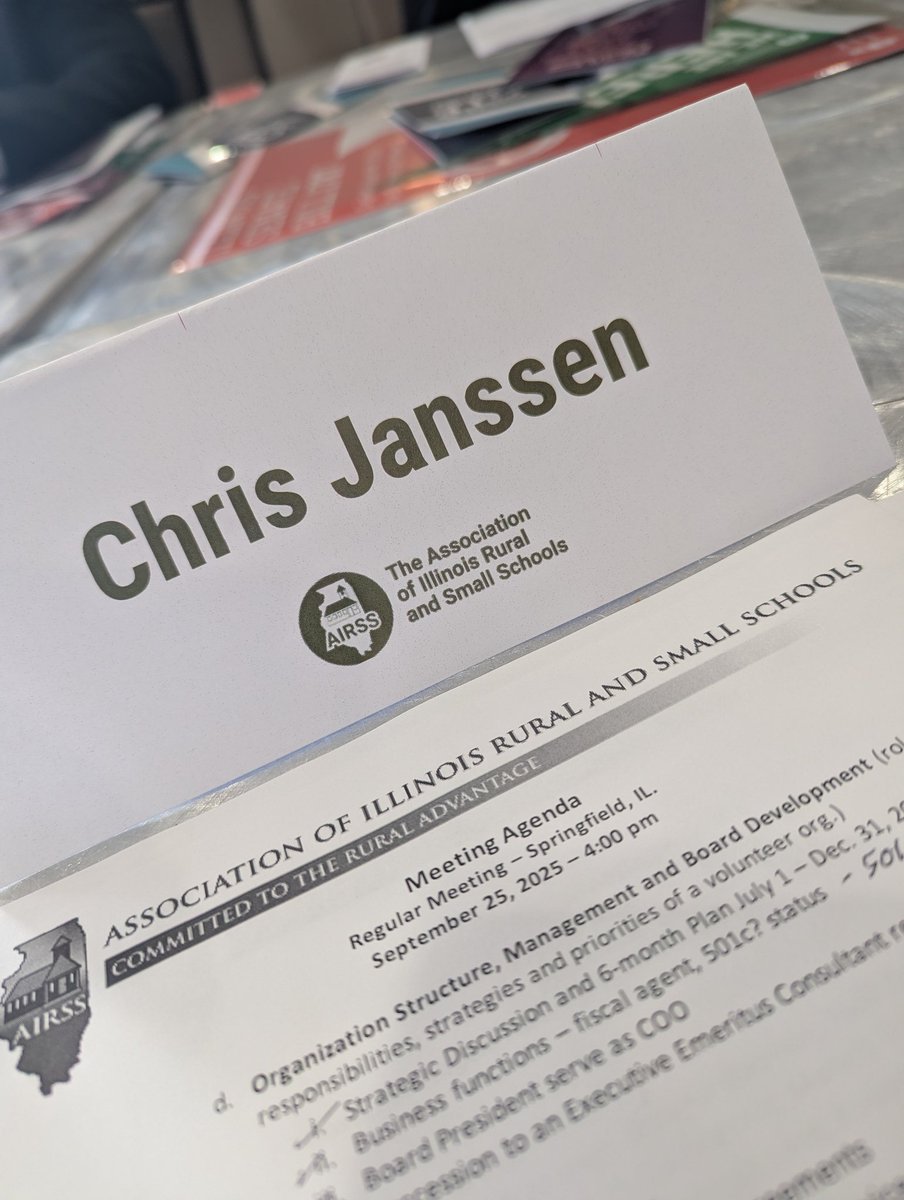 Chris Janssen
AIRSS
The Association
of Illinois Rural
and Small Schools
ASSOCIATION OF ILLINOIS RURAL AND SMALL SCHOOLS
COMMITTED TO THE RURAL ADVANTAGE
AIRSS
Meeting Agenda
Regular Meeting – Springfield, IL.
September 25, 2025 – 4:00 pm
d. Organization Structure, Management and Board Development
responsibilities, strategies and priorities of a volunteer org.)
i. Strategic Discussion and 6-month Plan July 1 – Dec. 31,
ii. Business functions – fiscal agent, 501c? status -
iii. Board President serve as COO
to an Executive Emeritus Consultant